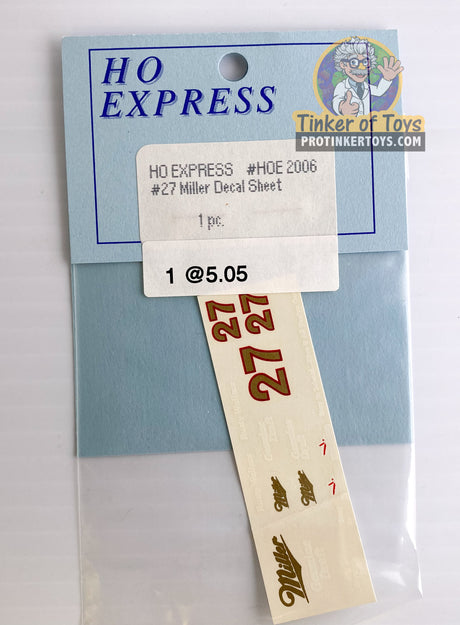 HO
EXPRESS
Tinker of Toys
PROTINKERTOYS.COM
HO EXPRESS #HOE 2006
#27 Miller Decal Sheet
1 pc.
1 @5.05
27
27
27
Miller
Miller
Miller